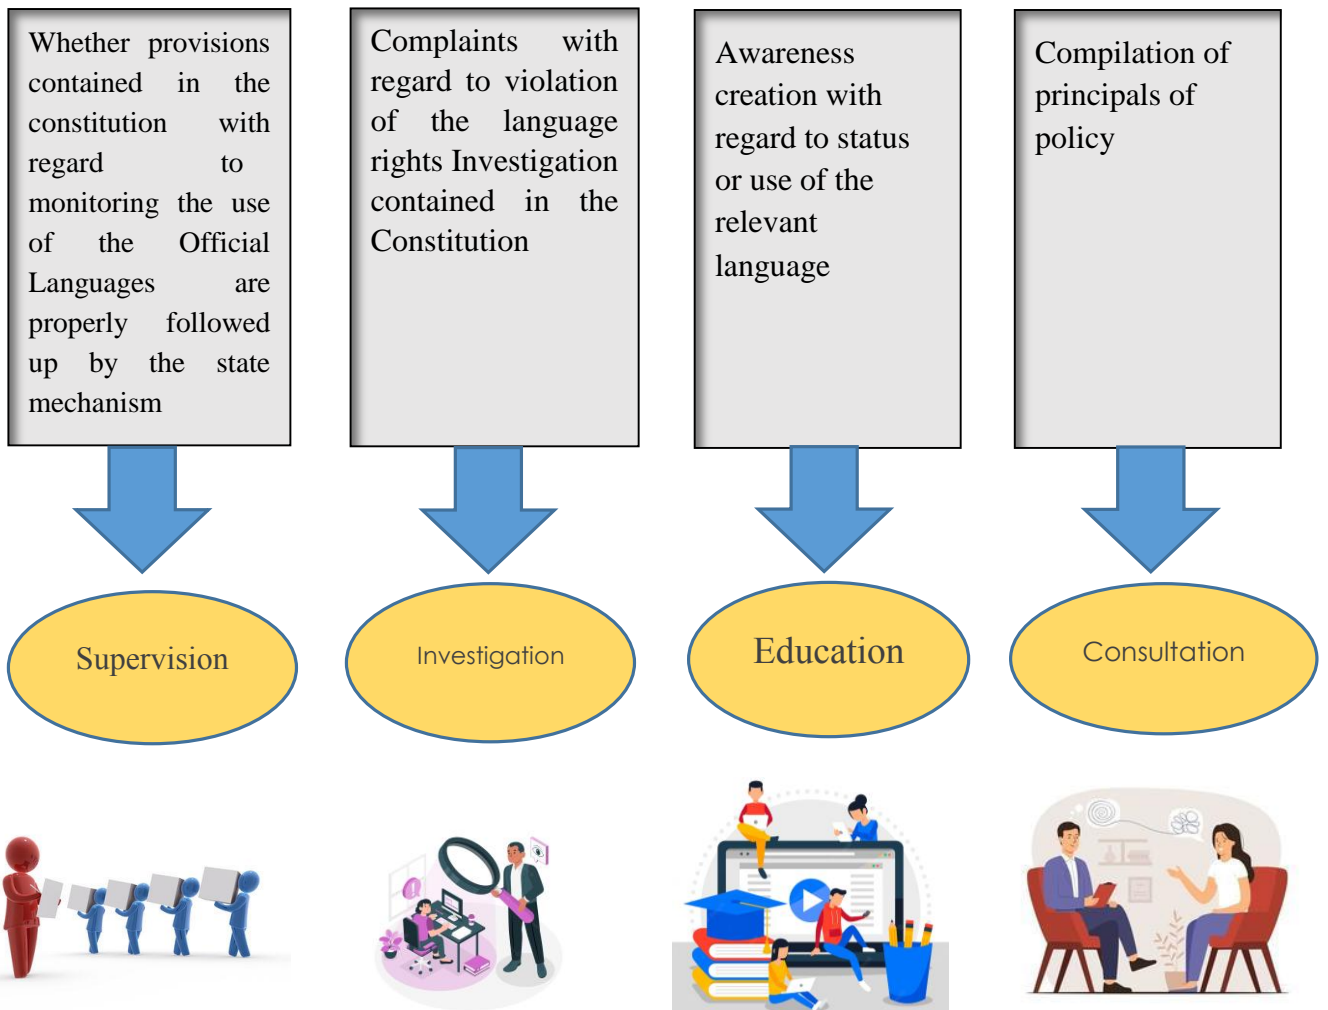 Whether provisions
contained in the
constitution with
regard to
monitoring the use
of the Official
Languages are
properly followed
up by the state
mechanism
Complaints with
regard to violation
of the language
rights Investigation
contained in the
Constitution
Awareness
creation with
regard to status
or use of the
relevant
language
Compilation of
principals of
policy
Supervision
Investigation
Education
Consultation